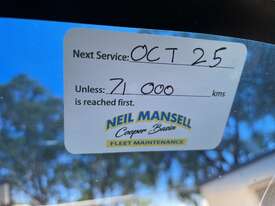 Next Service: OCT 25
Unless: 71 000 kms
is reached first.
NEIL MANSELL
Cooper Basin
FLEET MAINTENANCE